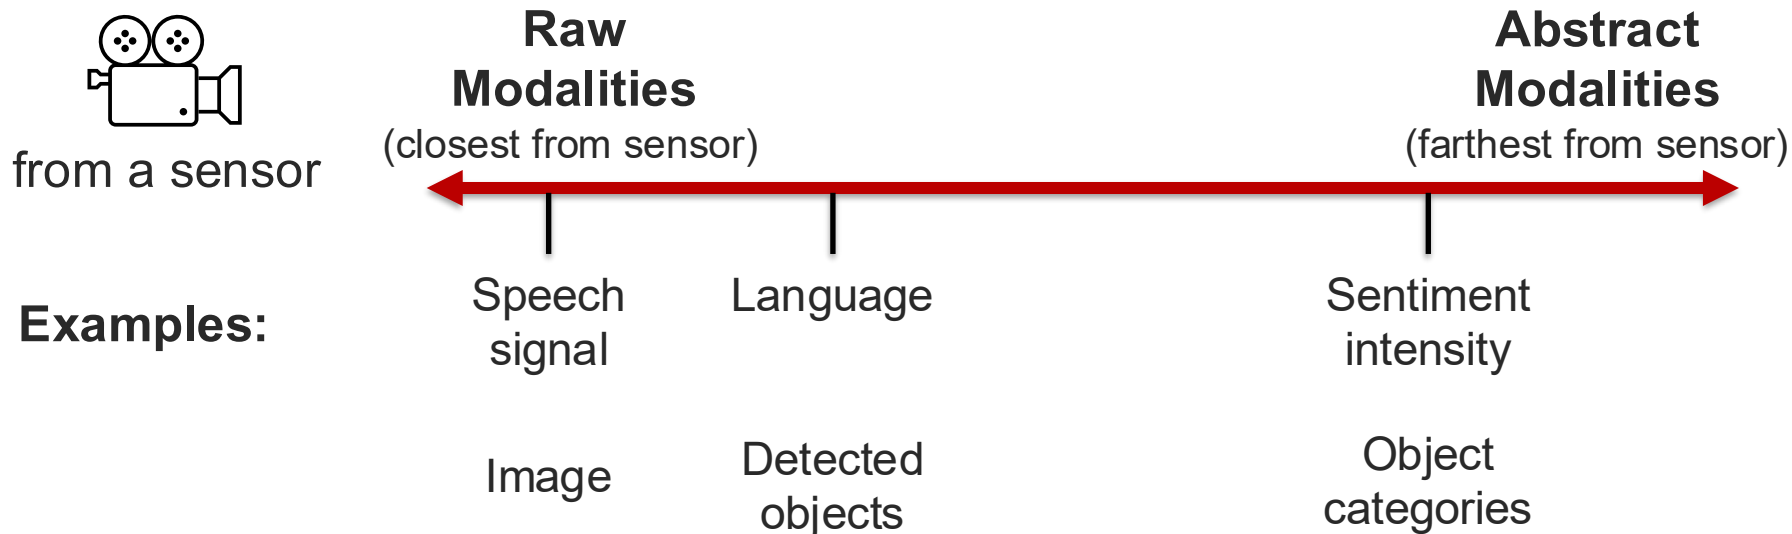 Raw
Modalities
(closest from sensor)
Abstract
Modalities
(farthest from sensor)
from a sensor
Examples:
Speech
signal
Language
Sentiment
intensity
Image
Detected
objects
Object
categories